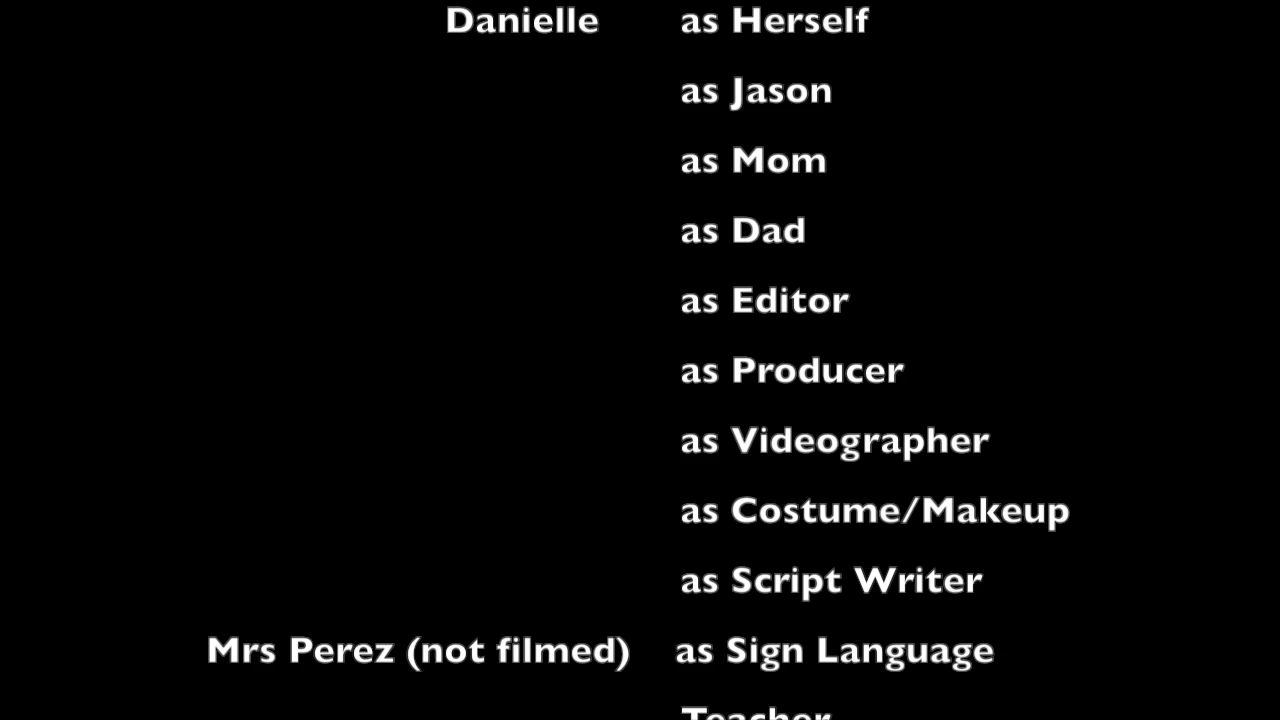 Danielle as Herself
as Jason
as Mom
as Dad
as Editor
as Producer
as Videographer
as Costume/Makeup
as Script Writer
Mrs Perez (not filmed) as Sign Language
Teacher